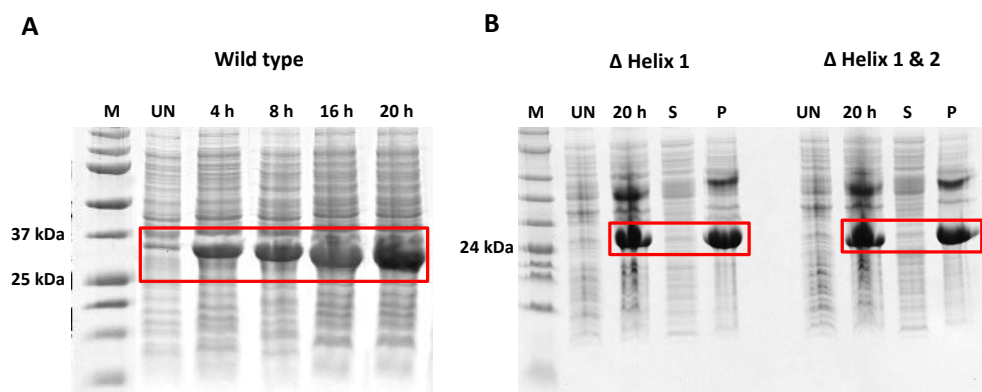 A
Wild type
M UN 4 h 8 h 16 h 20 h
37 kDa
25 kDa
B
Δ Helix 1 Δ Helix 1 & 2
M UN 20 h S P UN 20 h S P
24 kDa